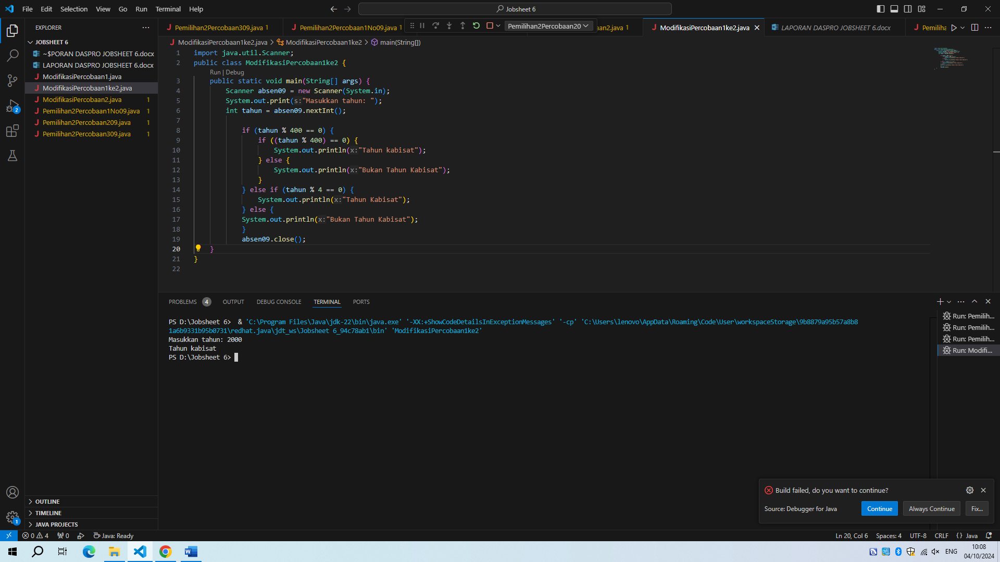 File Edit Selection View Go Run Terminal Help
Jobsheet 6
EXPLORER
JOBSHEET 6
~$PORAN DASPRO JOBSHEET 6.docx
LAPORAN DASPRO JOBSHEET 6.docx
ModifikasiPercobaan1.java
ModifikasiPercobaan1ke2.java
ModifikasiPercobaan2.java 1
Pemilihan2Percobaan1No09.java 1
Pemilihan2Percobaan209.java 1
Pemilihan2Percobaan309.java 1
OUTLINE
TIMELINE
JAVA PROJECTS
Pemilihan2Percobaan309.java 1
Pemilihan2Percobaan1No09.java 1
Pemilihan2Percobaan20
aan2.java 1
ModifikasiPercobaan1ke2.java
LAPORAN DASPRO JOBSHEET 6.docx
Pemiliha
ModifikasiPercobaan1ke2.java > ModifikasiPercobaan1ke2 > main(String[])
1 import java.util.Scanner;
2 public class ModifikasiPercobaan1ke2 {
Run | Debug
3 public static void main(String[] args) {
4 Scanner absen09 = new Scanner(System.in);
5 System.out.print(s:"Masukkan tahun: ");
6 int tahun = absen09.nextInt();
7
8 if (tahun % 400 == 0) {
9 if ((tahun % 400) == 0) {
10 System.out.println(x:"Tahun kabisat");
11 } else {
12 System.out.println(x:"Bukan Tahun Kabisat");
13 }
14 } else if (tahun % 4 == 0) {
15 System.out.println(x:"Tahun Kabisat");
16 } else {
17 System.out.println(x:"Bukan Tahun Kabisat");
18 }
19 absen09.close();
20 }
21 }
22
PROBLEMS 4 OUTPUT DEBUG CONSOLE TERMINAL PORTS
PS D:\Jobsheet 6> & 'C:\Program Files\Java\jdk-22\bin\java.exe' '-XX:+ShowCodeDetailsInExceptionMessages' '-cp' 'C:\Users\lenovo\AppData\Roaming\Code\User\workspaceStorage\9b8879a95b57a8b8
1a6b9331b95b0731\redhat.java\jdt_ws\Jobsheet 6_94c78ab1\bin' 'ModifikasiPercobaan1ke2'
Masukkan tahun: 2000
Tahun kabisat
PS D:\Jobsheet 6>
Run: Pemilih...
Run: Pemilih...
Run: Pemilih...
Run: Modifi...
Build failed, do you want to continue?
Source: Debugger for Java
Continue
Always Continue
Fix...
2
1
0 4 0 Java: Ready
Ln 20, Col 6 Spaces: 4 UTF-8 CRLF {} Java
ENG
10:08
04/10/2024